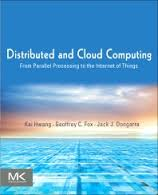 Distributed and Cloud Computing
From Parallel Processing to the Internet of Things
Kai Hwang · Geoffrey C. Fox · Jack J. Dongarra
MK